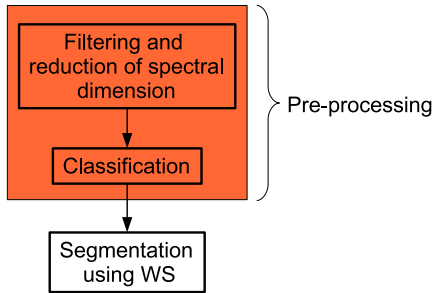 Filtering and
reduction of spectral
dimension
Pre-processing
Classification
Segmentation
using WS